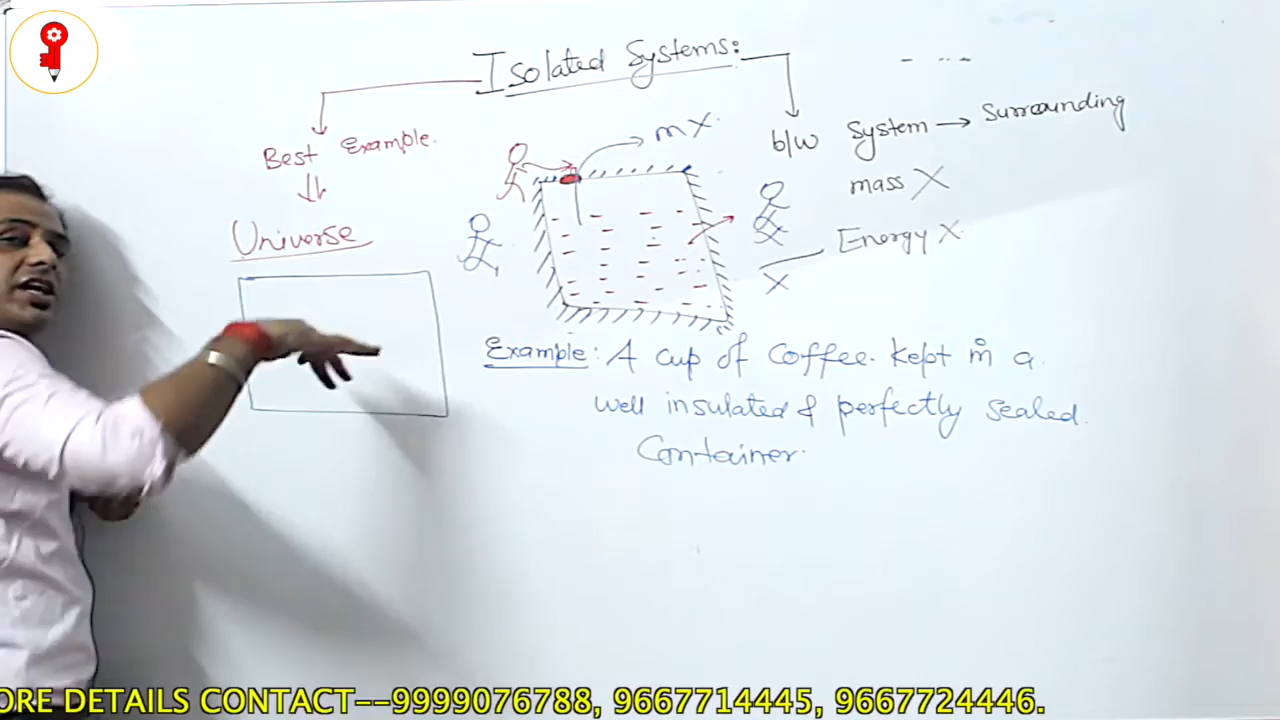 Isolated Systems:
Best Example.
Universe
m X
b/w System → Surrounding
mass X
Energy X
X
Example: A cup of Coffee. kept in a.
well insulated & perfectly sealed.
Container.
ORE DETAILS CONTACT--9999076788, 9667714445, 9667724446.